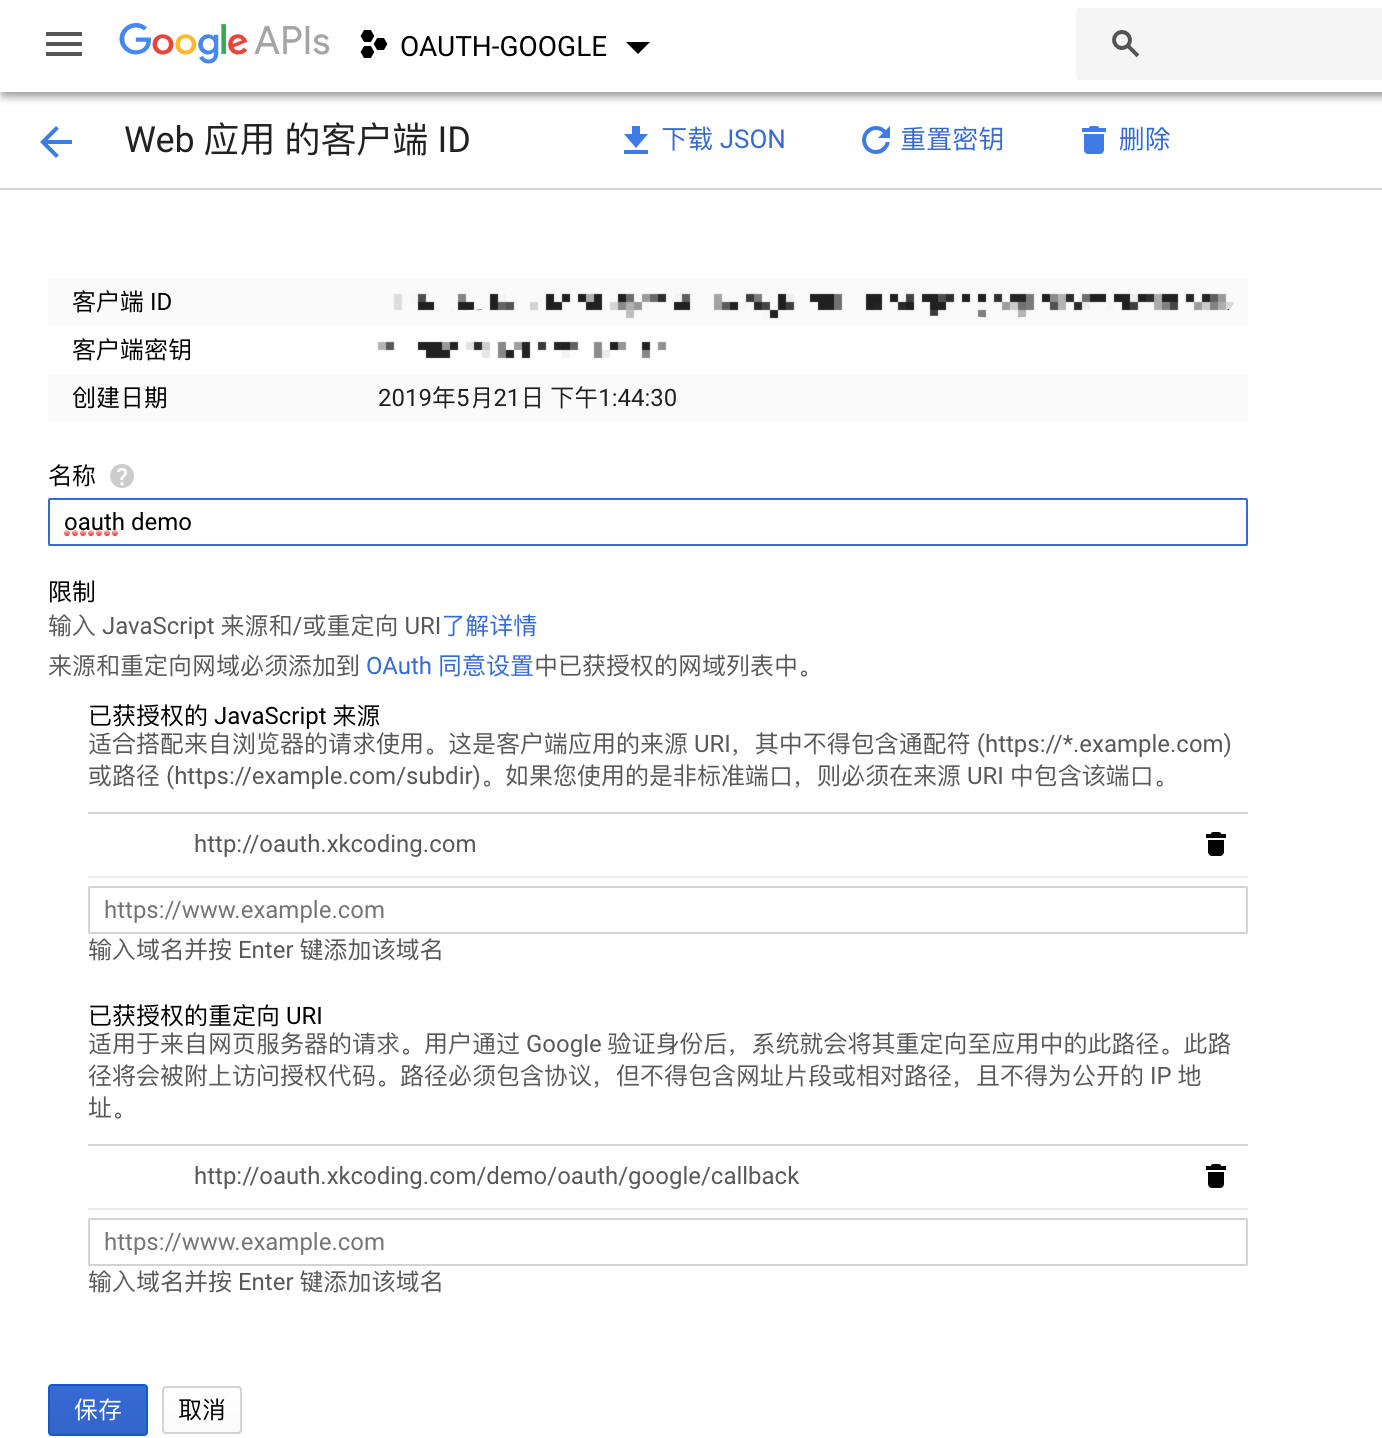 Google APIs OAUTH-GOOGLE
Web 应用 的客户端 ID 下载 JSON 重置密钥 删除
客户端 ID
客户端密钥
创建日期 2019年5月21日 下午1:44:30
名称 ?
oauth demo
限制
输入 JavaScript 来源和/或重定向 URI了解详情
来源和重定向网域必须添加到 OAuth 同意设置中已获授权的网域列表中。
已获授权的 JavaScript 来源
适合搭配来自浏览器的请求使用。这是客户端应用的来源 URI，其中不得包含通配符 (https://*.example.com)
或路径 (https://example.com/subdir)。如果您使用的是非标准端口，则必须在来源 URI 中包含该端口。
http://oauth.xkcoding.com
https://www.example.com
输入域名并按 Enter 键添加该域名
已获授权的重定向 URI
适用于来自网页服务器的请求。用户通过 Google 验证身份后，系统就会将其重定向至应用中的此路径。此路
径将会被附上访问授权代码。路径必须包含协议，但不得包含网址片段或相对路径，且不得为公开的 IP 地
址。
http://oauth.xkcoding.com/demo/oauth/google/callback
https://www.example.com
输入域名并按 Enter 键添加该域名
保存 取消